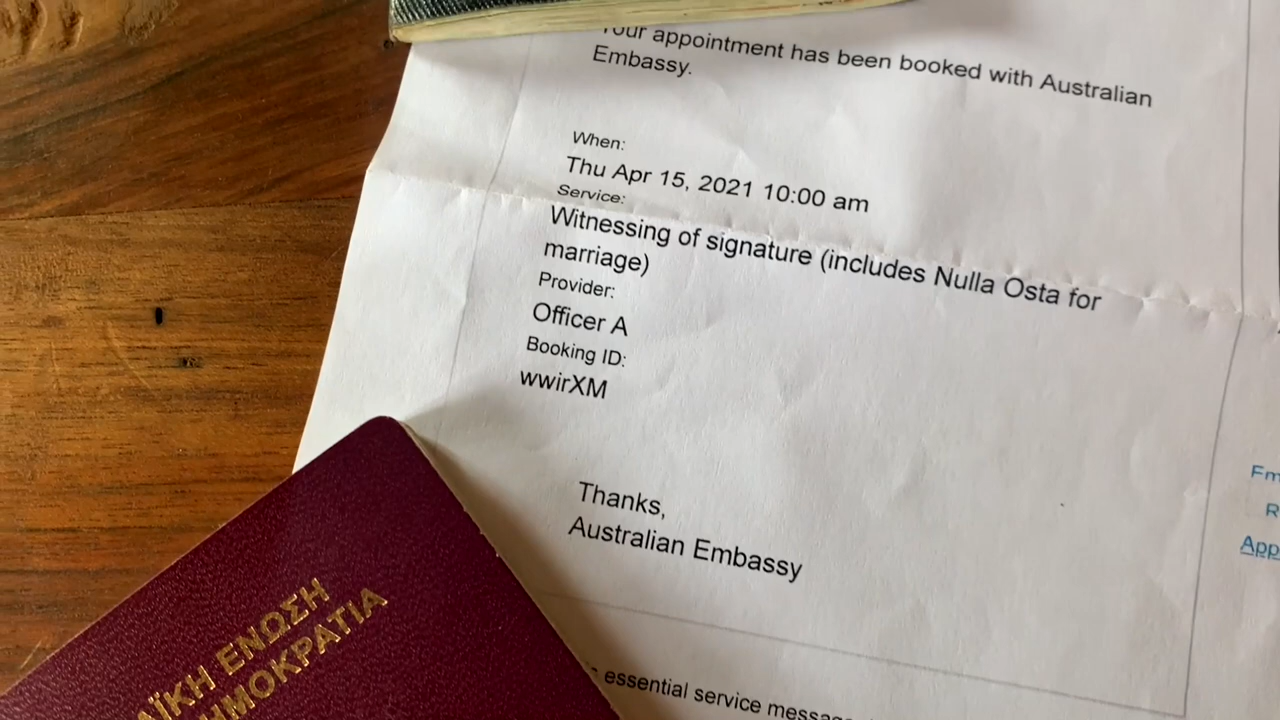 Your appointment has been booked with Australian
Embassy.
When:
Thu Apr 15, 2021 10:00 am
Service:
Witnessing of signature (includes Nulla Osta for
marriage)
Provider:
Officer A
Booking ID:
wwirXM
Thanks,
Australian Embassy
essential service
ΕΝΩΣΗ